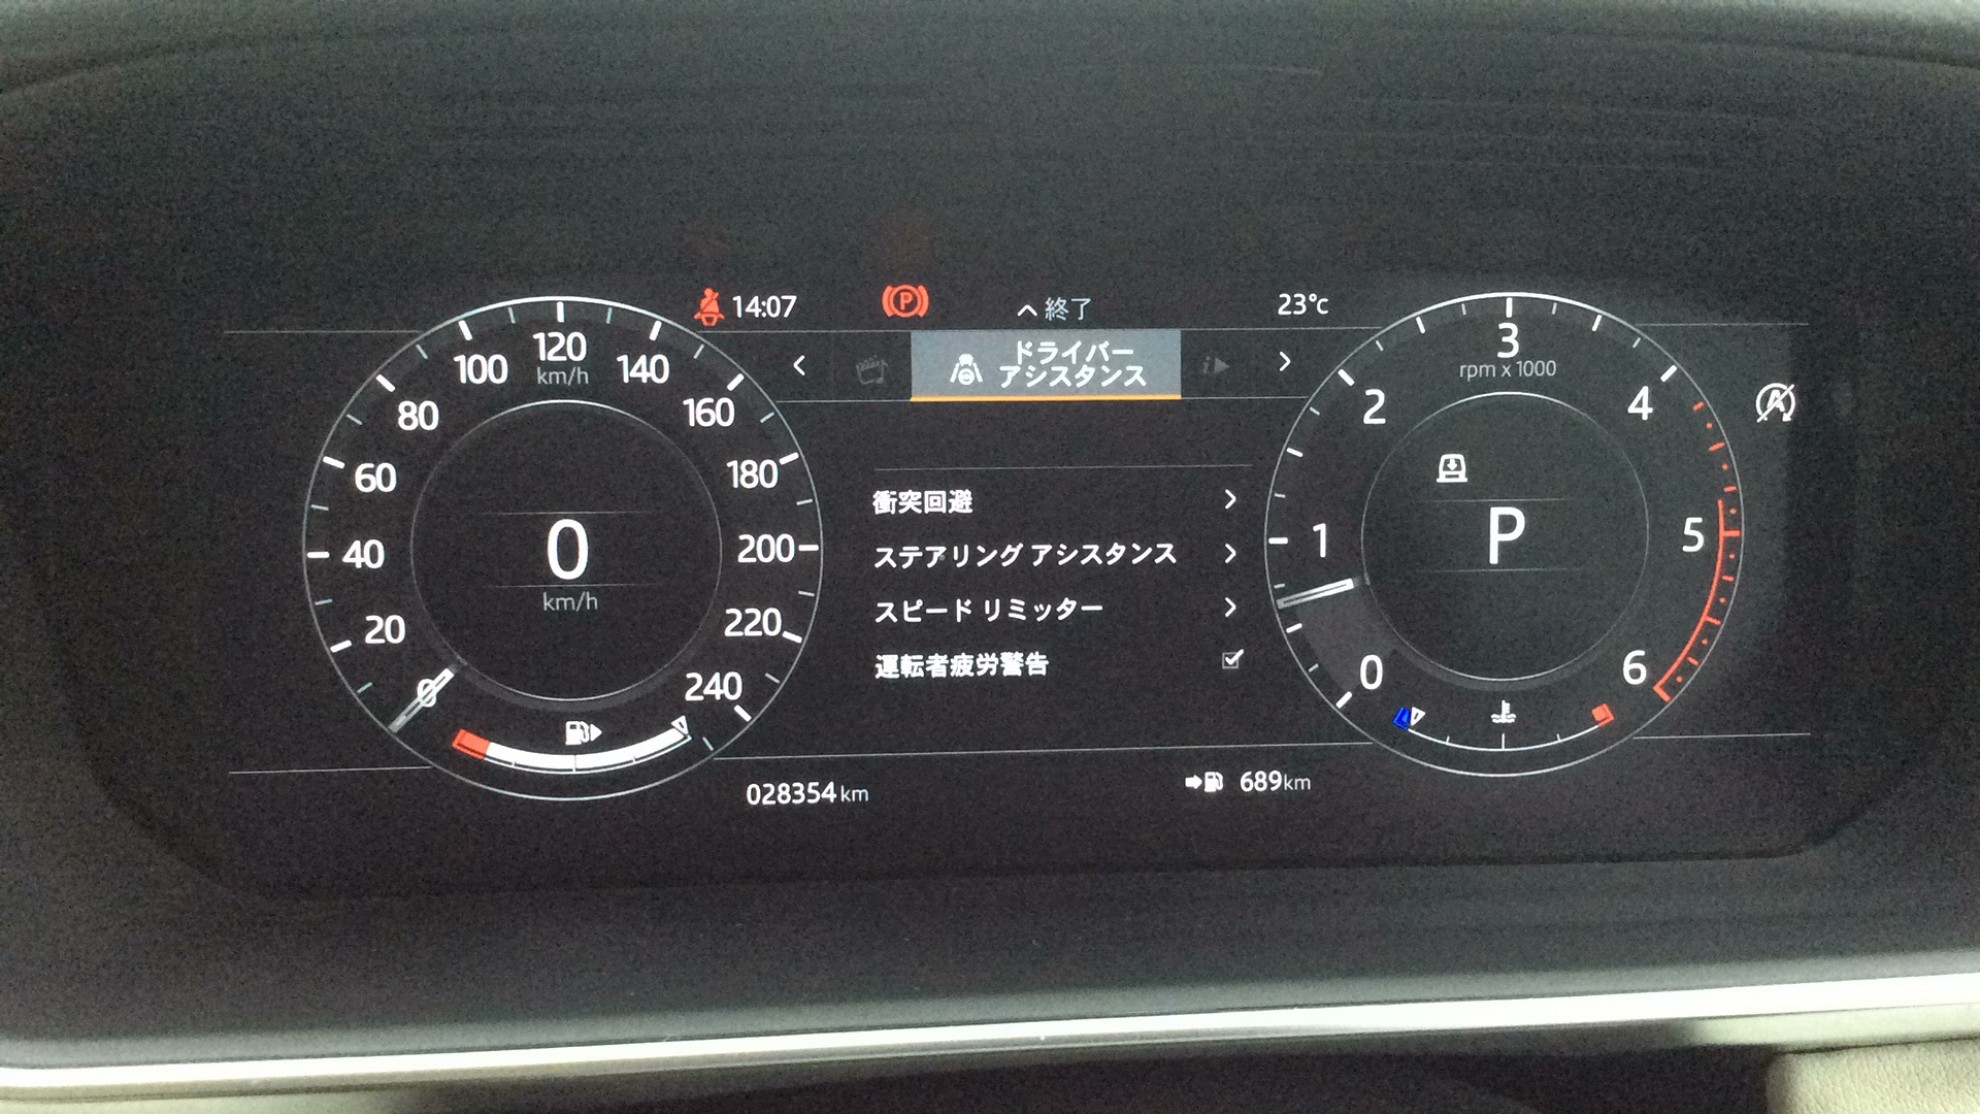 14:07
P
終了
23°c
ドライバー
アシスタンス
衝突回避
ステアリング アシスタンス
スピード リミッター
運転者疲労警告
0
20
40
60
80
100
120
km/h
140
160
180
200
220
240
0
km/h
028354km
689km
0
1
2
3
rpm x 1000
4
5
6
P
A